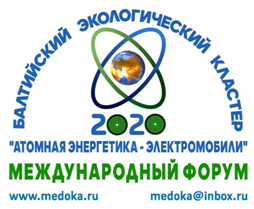 БАЛТИЙСКИЙ ЭКОЛОГИЧЕСКИЙ КЛАСТЕР
2020
"АТОМНАЯ ЭНЕРГЕТИКА - ЭЛЕКТРОМОБИЛИ"
МЕЖДУНАРОДНЫЙ ФОРУМ
www.medoka.ru medoka@inbox.ru